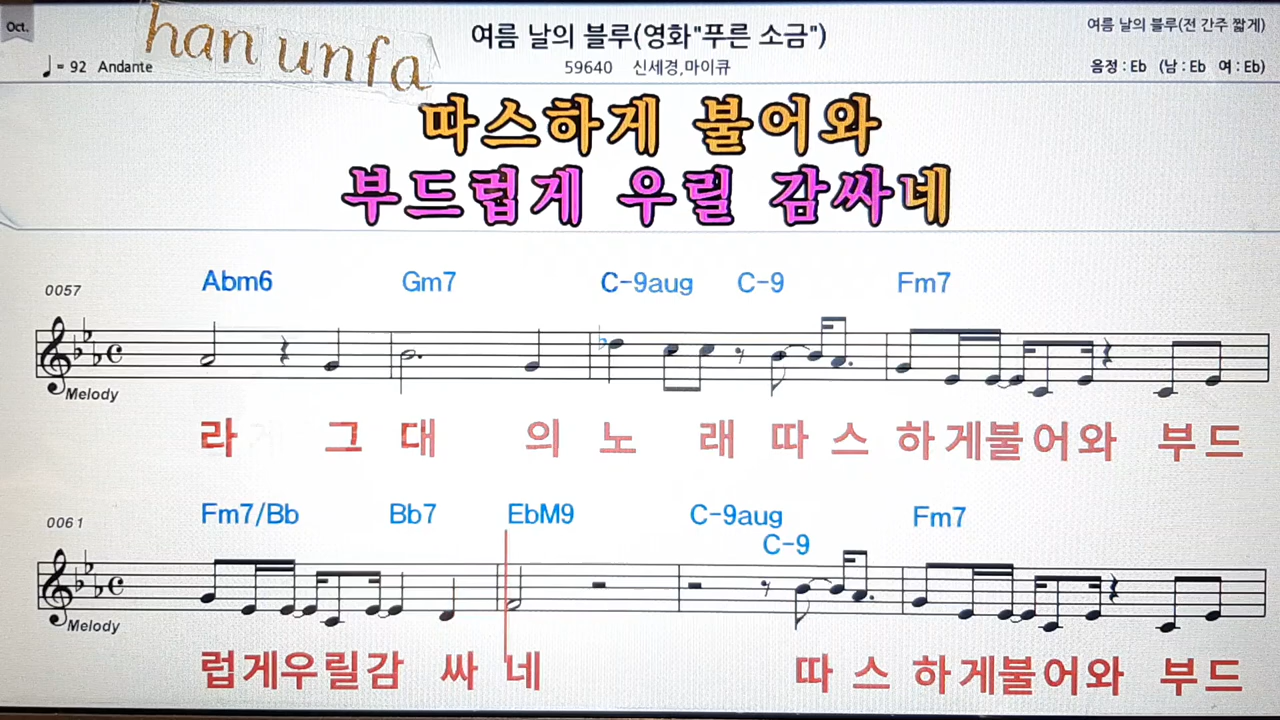 Oct.
han unfa
여름 날의 블루(영화"푸른 소금")
여름 날의 블루(전 간주 짧게)
♩= 92 Andante
59640 신세경,마이큐
음정 : Eb (남 : Eb 여 : Eb)
따스하게 불어와
부드럽게 우릴 감싸네
0057 Abm6 Gm7 C-9aug C-9 Fm7
Melody
라 그 대 의 노 래 따 스 하 게불어와 부드
0061 Fm7/Bb Bb7 EbM9 C-9aug C-9 Fm7
Melody
럽게우릴감 싸 네 따 스 하게불어와 부드